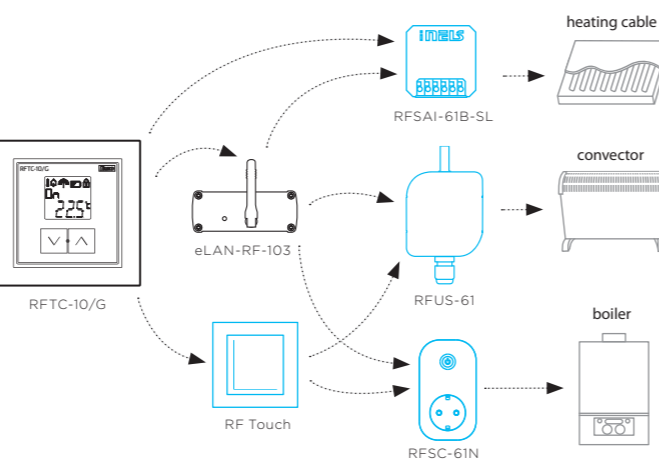 heating cable
iNELS
RFSAI-61B-SL
convector
RFTC-10/G
22.5
RFTC-10/G
eLAN-RF-103
RFUS-61
boiler
RF Touch
RFSC-61N